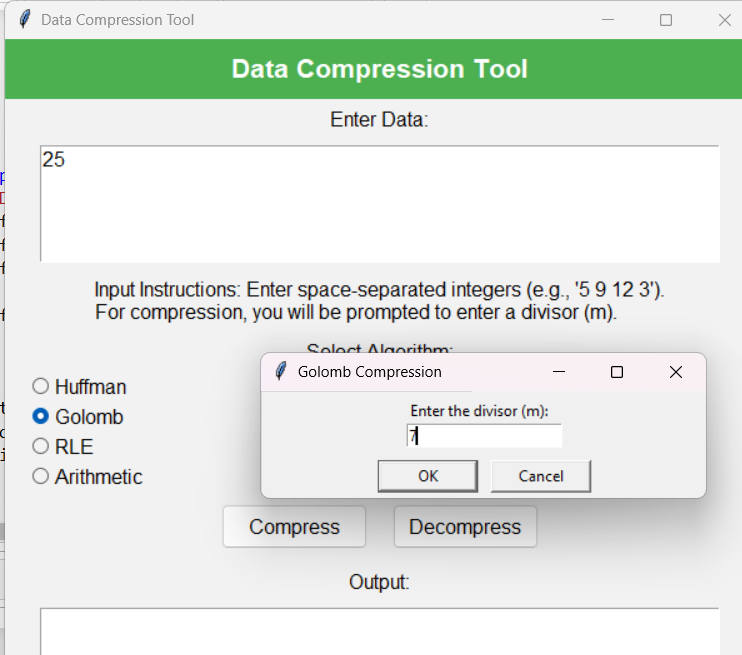 Data Compression Tool
Data Compression Tool
Enter Data:
25
Input Instructions: Enter space-separated integers (e.g., '5 9 12 3').
For compression, you will be prompted to enter a divisor (m).
Select Algorithm:
Huffman
Golomb
RLE
Arithmetic
Golomb Compression
Enter the divisor (m):
7
OK Cancel
Compress Decompress
Output: